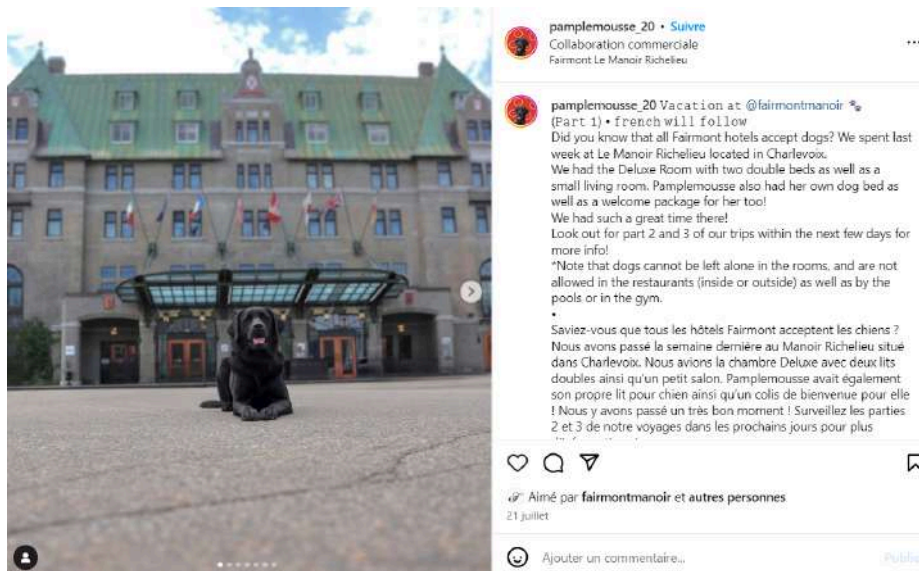 pamplemousse_20 • Suivre
Collaboration commerciale
Fairmont Le Manoir Richelieu
pamplemousse_20 Vacation at @fairmontmanoir 🐾
(Part 1) • french will follow
Did you know that all Fairmont hotels accept dogs? We spent last
week at Le Manoir Richelieu located in Charlevoix.
We had the Deluxe Room with two double beds as well as a
small living room. Pamplemousse also had her own dog bed as
well as a welcome package for her too!
We had such a great time there!
Look out for part 2 and 3 of our trips within the next few days for
more info!
*Note that dogs cannot be left alone in the rooms, and are not
allowed in the restaurants (inside or outside) as well as by the
pools or in the gym.
•
Saviez-vous que tous les hôtels Fairmont acceptent les chiens ?
Nous avons passé la semaine dernière au Manoir Richelieu situé
dans Charlevoix. Nous avions la chambre Deluxe avec deux lits
doubles ainsi qu'un petit salon. Pamplemousse avait également
son propre lit pour chien ainsi qu'un colis de bienvenue pour elle
! Nous y avons passé un très bon moment ! Surveillez les parties
2 et 3 de notre voyages dans les prochains jours pour plus
Aimé par fairmontmanoir et autres personnes
21 juillet
Ajouter un commentaire...